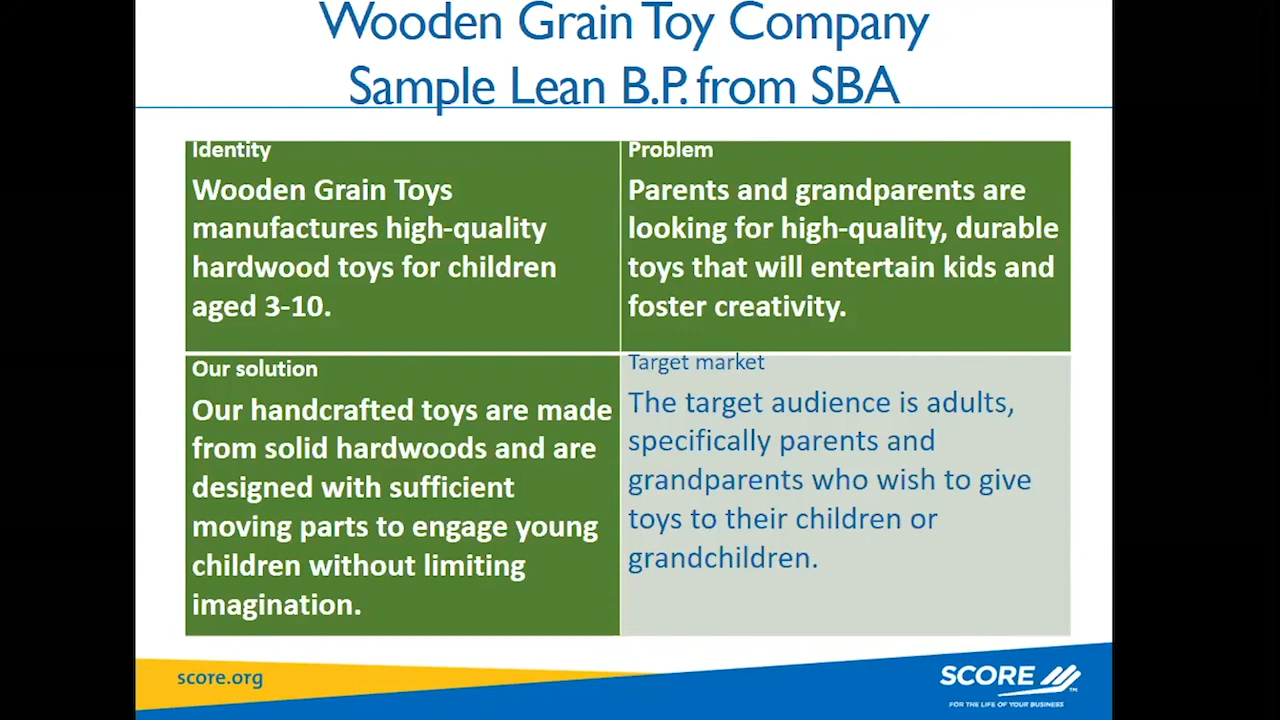 Wooden Grain Toy Company
Sample Lean B.P. from SBA
Identity
Wooden Grain Toys
manufactures high-quality
hardwood toys for children
aged 3-10.
Problem
Parents and grandparents are
looking for high-quality, durable
toys that will entertain kids and
foster creativity.
Our solution
Our handcrafted toys are made
from solid hardwoods and are
designed with sufficient
moving parts to engage young
children without limiting
imagination.
Target market
The target audience is adults,
specifically parents and
grandparents who wish to give
toys to their children or
grandchildren.
score.org
SCORE
TM
FOR THE LIFE OF YOUR BUSINESS